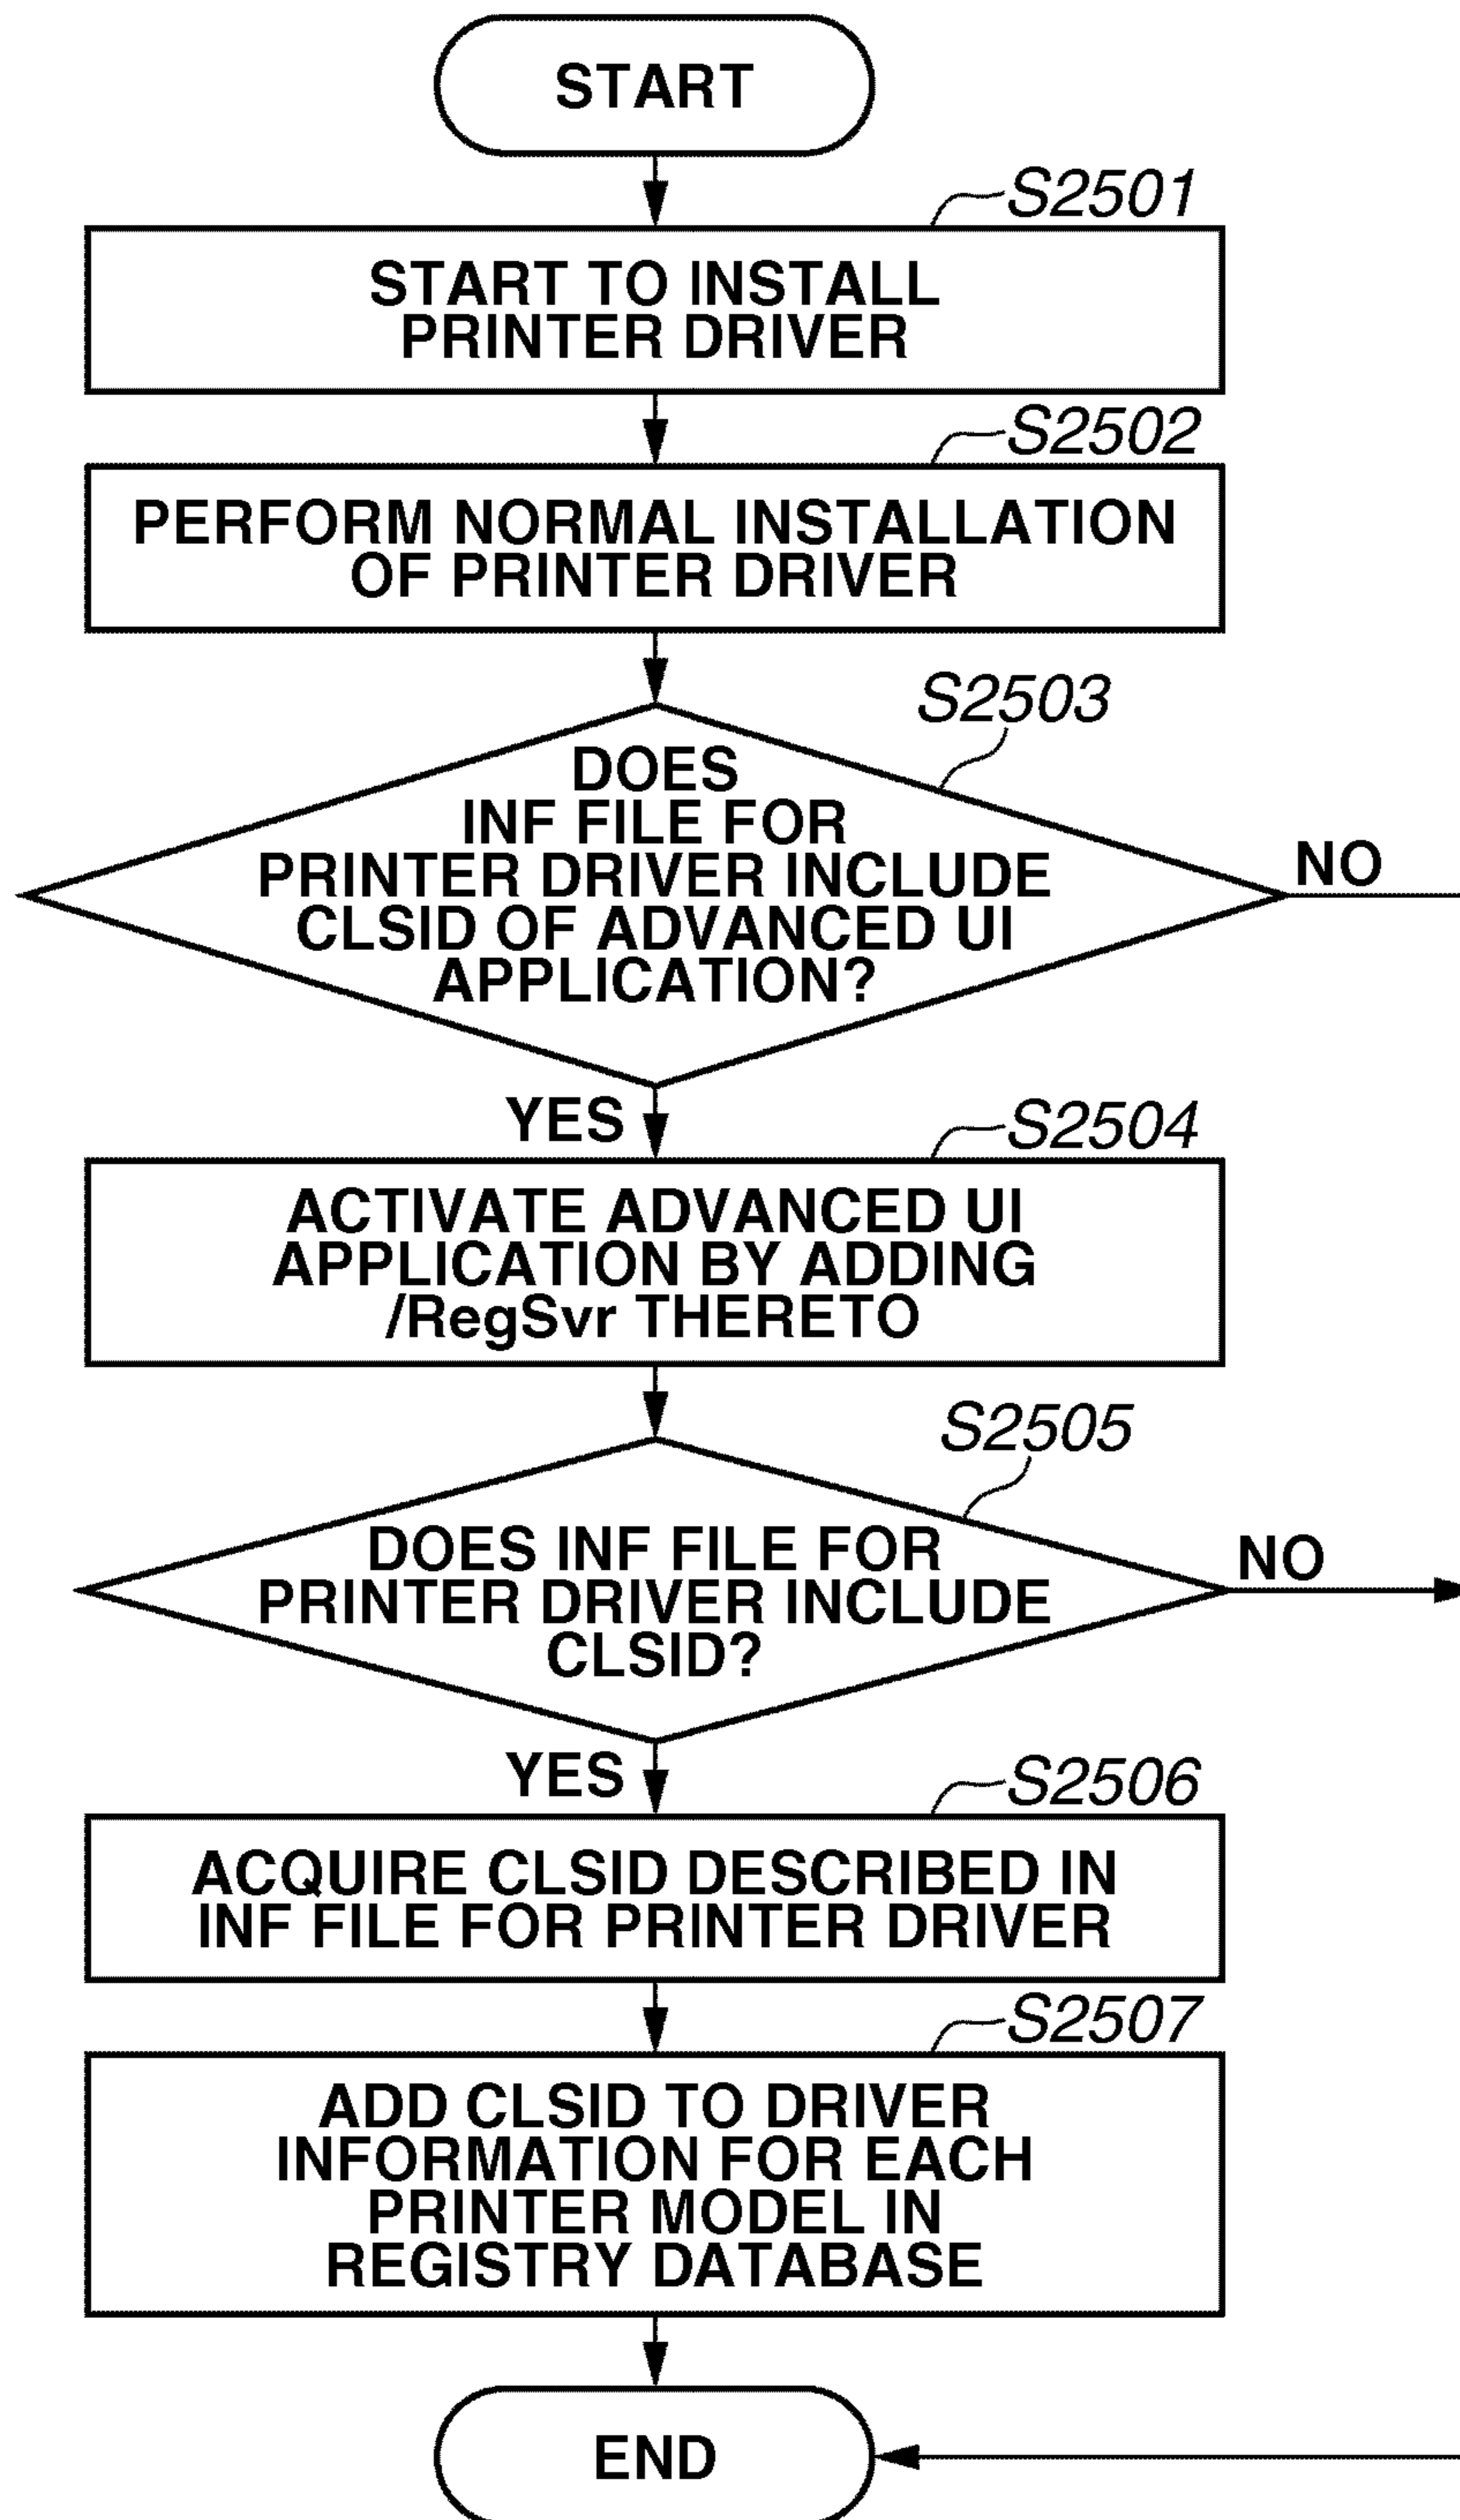 START
S2501
START TO INSTALL
PRINTER DRIVER
S2502
PERFORM NORMAL INSTALLATION
OF PRINTER DRIVER
S2503
DOES
INF FILE FOR
PRINTER DRIVER INCLUDE
CLSID OF ADVANCED UI
APPLICATION?
NO
YES
S2504
ACTIVATE ADVANCED UI
APPLICATION BY ADDING
/RegSvr THERETO
S2505
DOES INF FILE FOR
PRINTER DRIVER INCLUDE
CLSID?
NO
YES
S2506
ACQUIRE CLSID DESCRIBED IN
INF FILE FOR PRINTER DRIVER
S2507
ADD CLSID TO DRIVER
INFORMATION FOR EACH
PRINTER MODEL IN
REGISTRY DATABASE
END